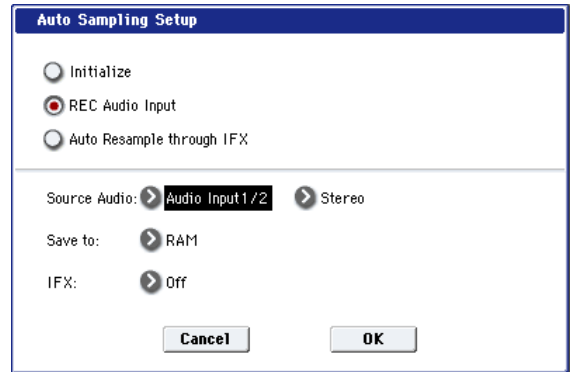 Auto Sampling Setup
Initialize
REC Audio Input
Auto Resample through IFX
Source Audio: Audio Input1/2 Stereo
Save to: RAM
IFX: Off
Cancel OK